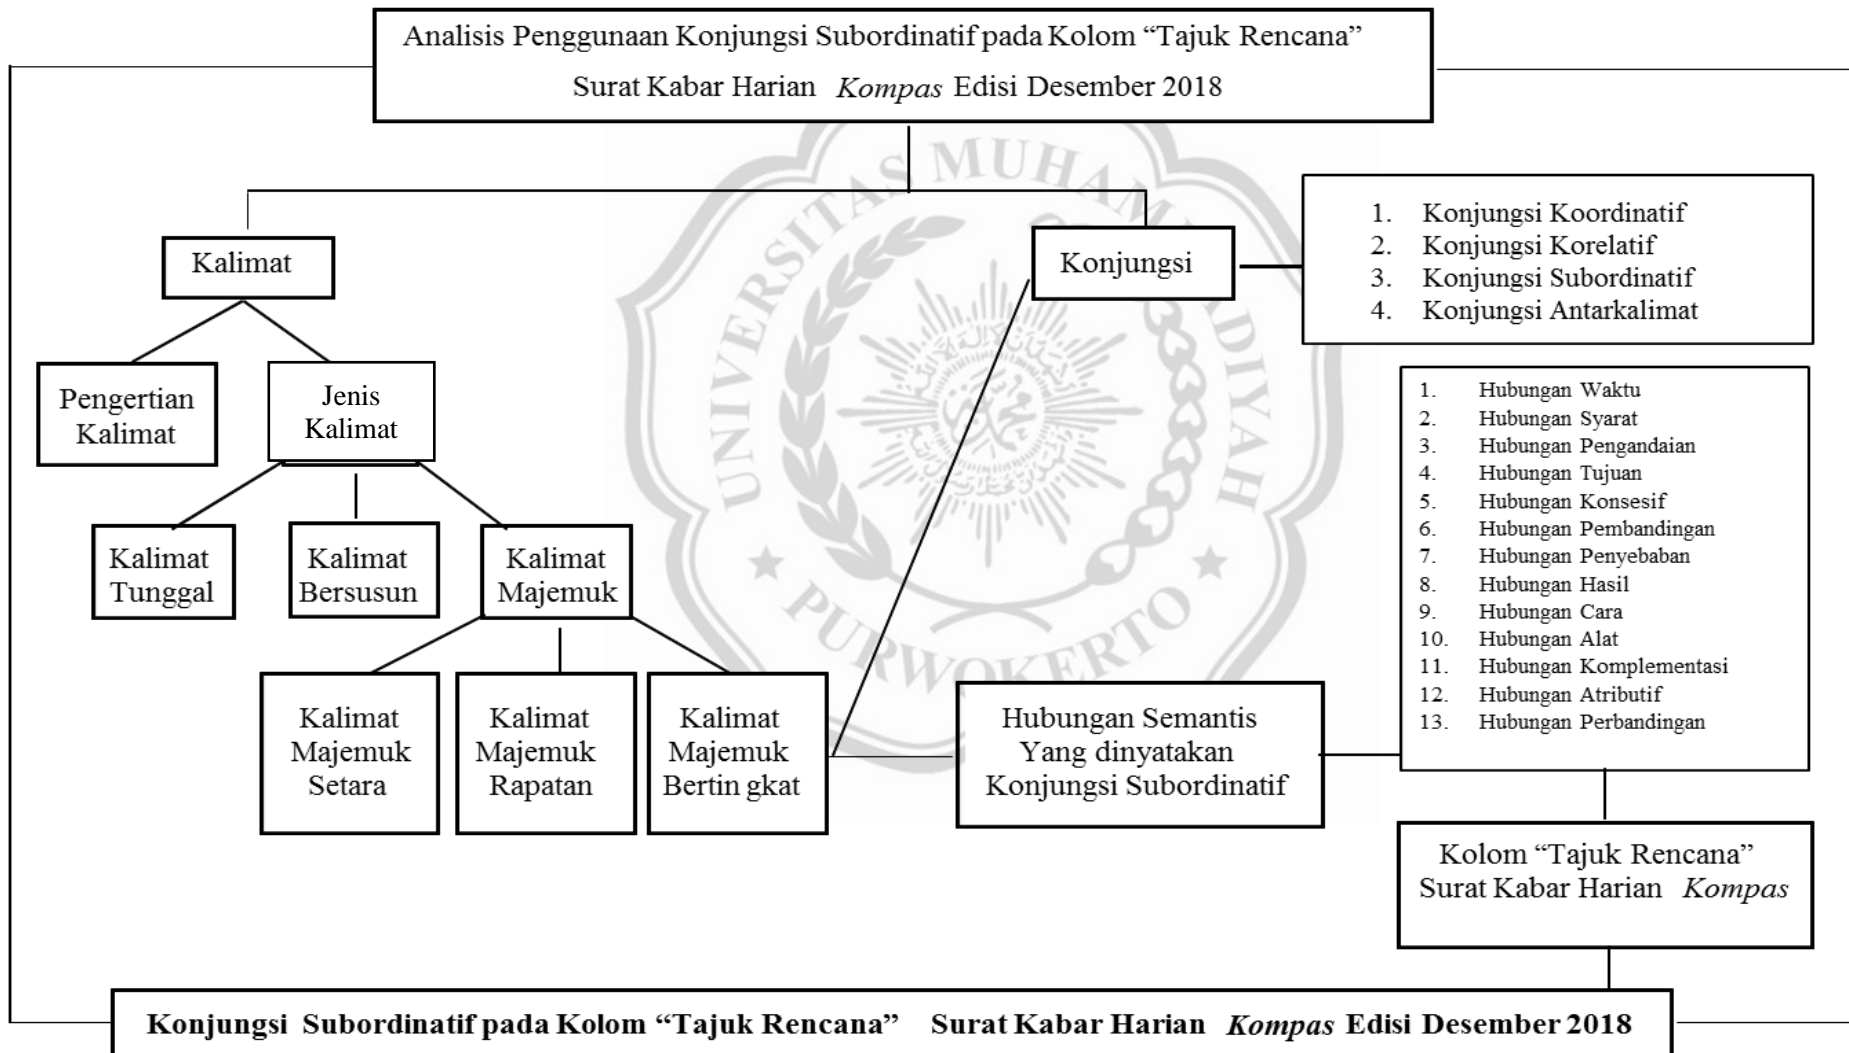 Analisis Penggunaan Konjungsi Subordinatif pada Kolom “Tajuk Rencana”
Surat Kabar Harian Kompas Edisi Desember 2018
Kalimat
Konjungsi
1. Konjungsi Koordinatif
2. Konjungsi Korelatif
3. Konjungsi Subordinatif
4. Konjungsi Antarkalimat
Pengertian
Kalimat
Jenis
Kalimat
1. Hubungan Waktu
2. Hubungan Syarat
3. Hubungan Pengandaian
4. Hubungan Tujuan
5. Hubungan Konsesif
6. Hubungan Pembandingan
7. Hubungan Penyebaban
8. Hubungan Hasil
9. Hubungan Cara
10. Hubungan Alat
11. Hubungan Komplementasi
12. Hubungan Atributif
13. Hubungan Perbandingan
Kalimat
Tunggal
Kalimat
Bersusun
Kalimat
Majemuk
Kalimat
Majemuk
Setara
Kalimat
Majemuk
Rapatan
Kalimat
Majemuk
Bertin gkat
Hubungan Semantis
Yang dinyatakan
Konjungsi Subordinatif
Kolom “Tajuk Rencana”
Surat Kabar Harian Kompas
Konjungsi Subordinatif pada Kolom “Tajuk Rencana” Surat Kabar Harian Kompas Edisi Desember 2018
UNIVERSITAS MUHAMMADIYAH
PURWOKERTO